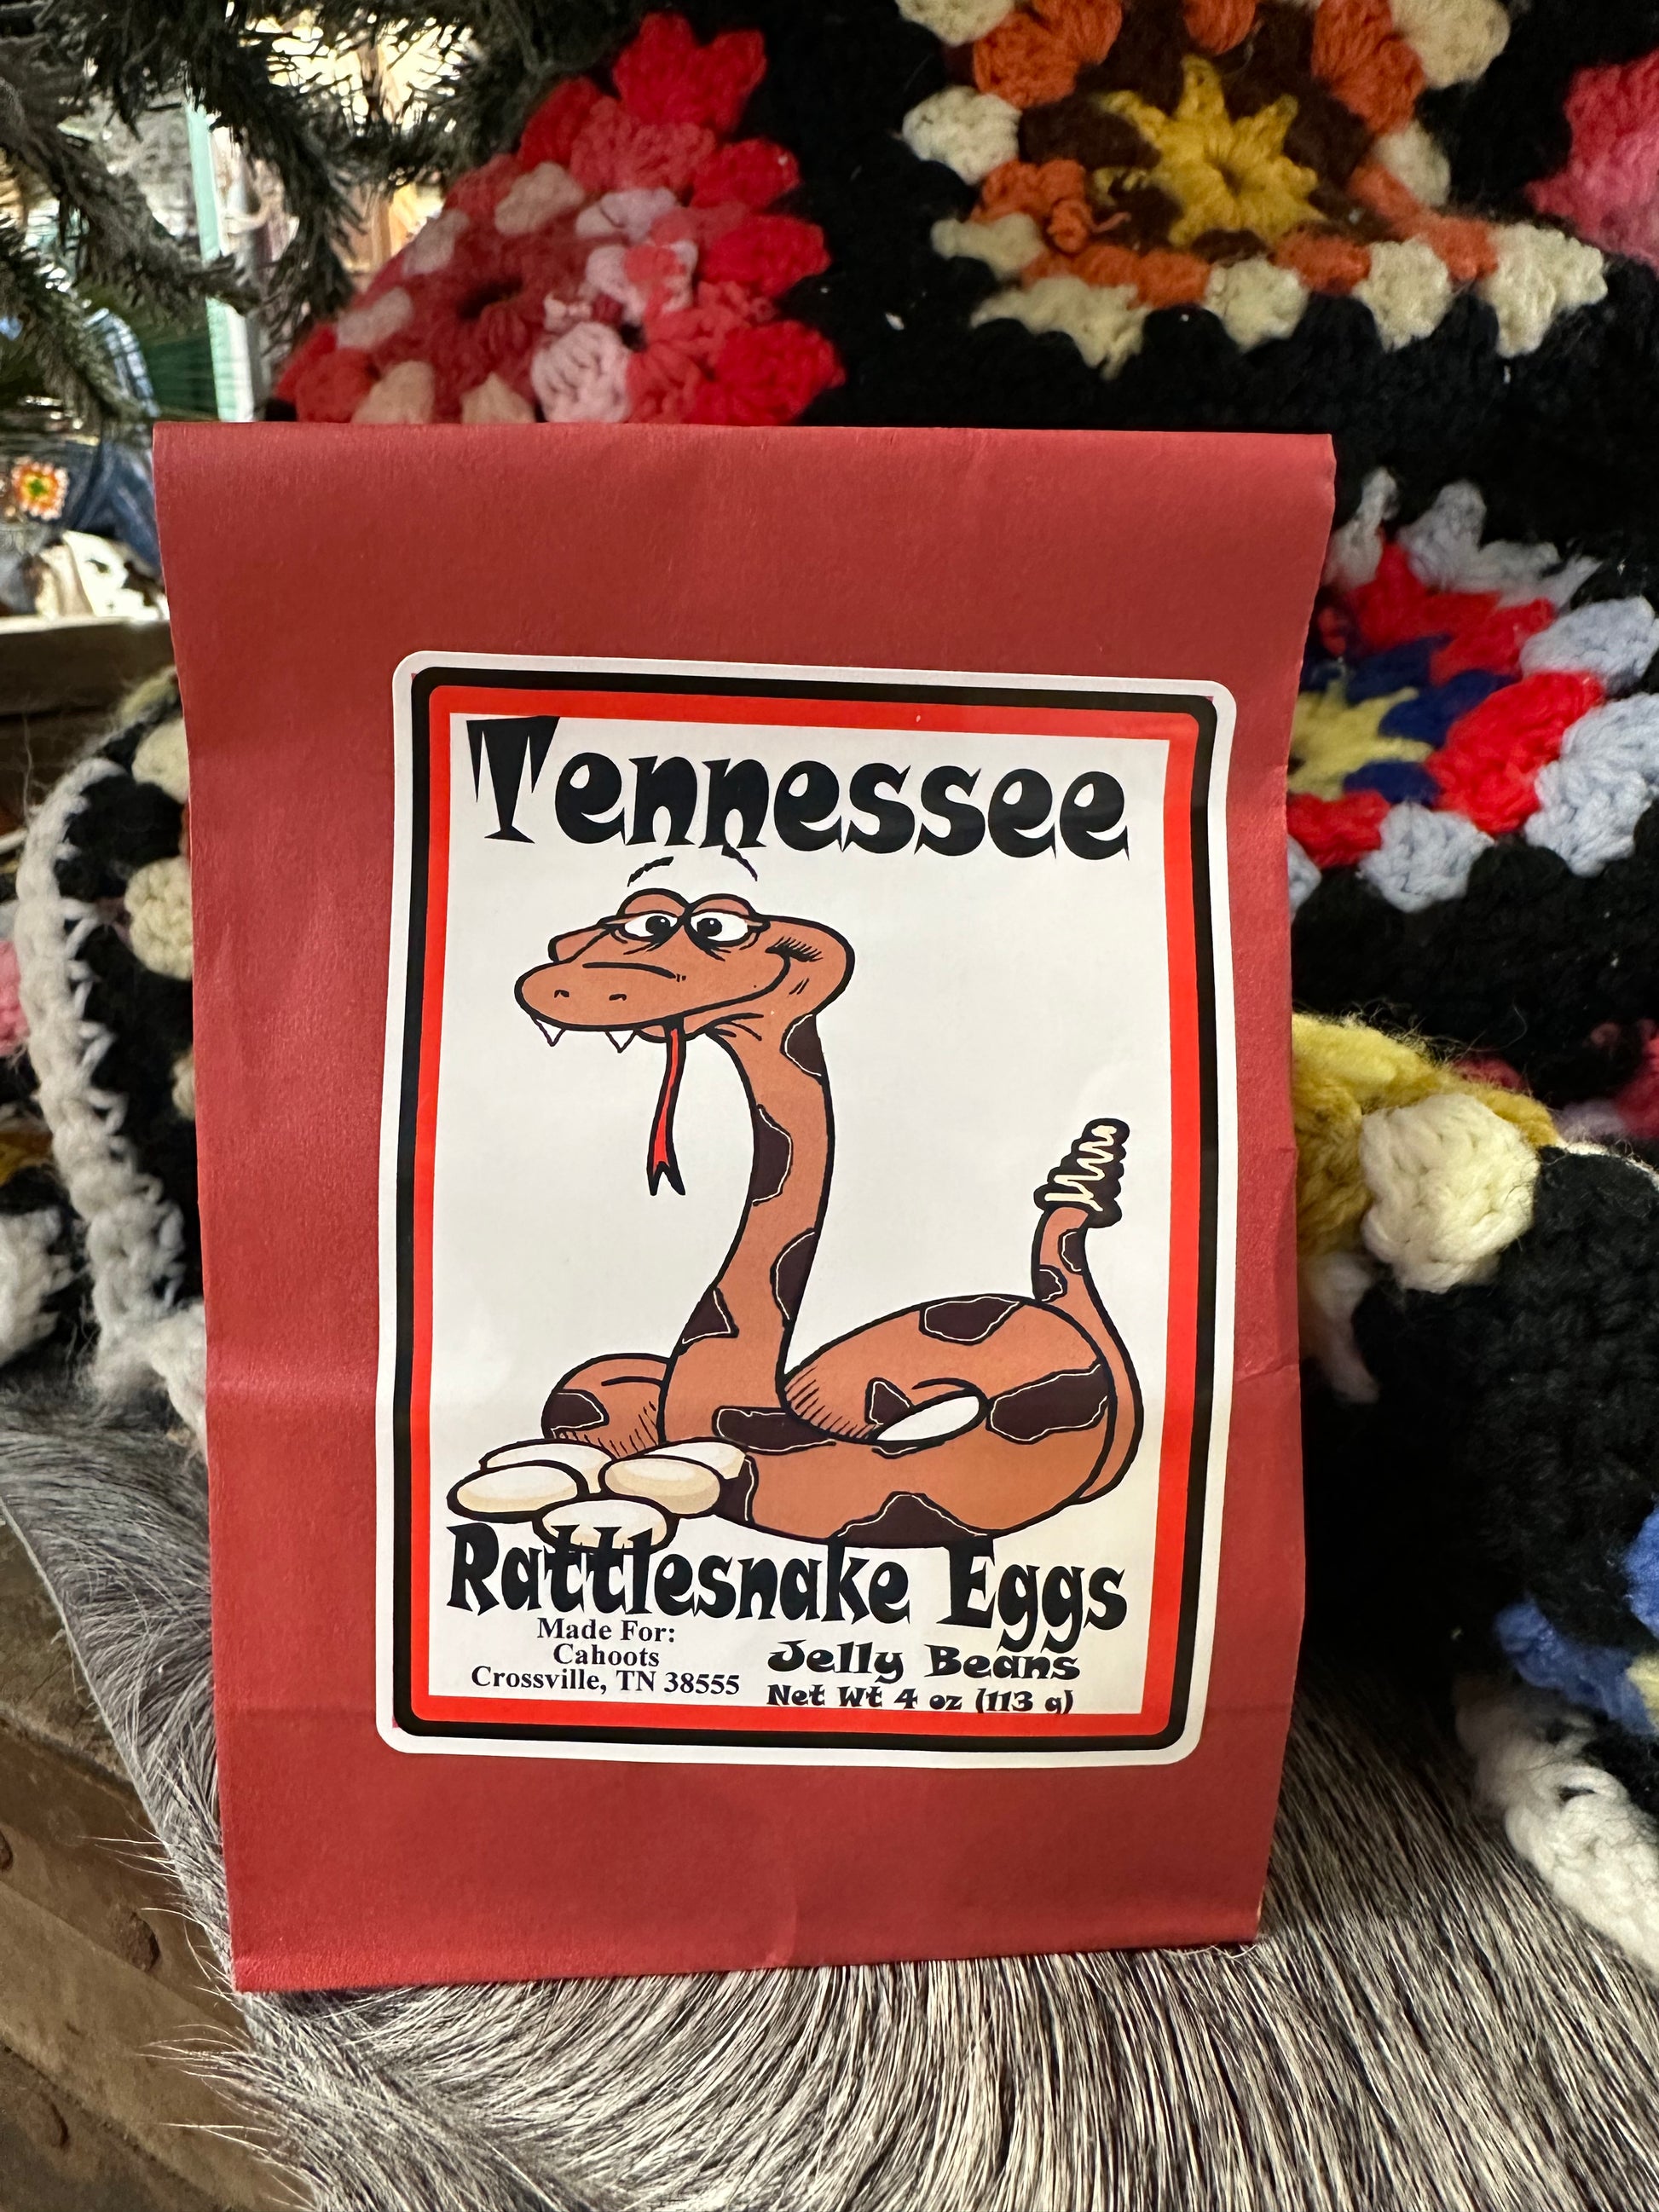 Tennessee
Rattlesnake Eggs
Made For:
Cahoots
Crossville, TN 38555
Jelly Beans
Net Wt 4 oz (113 g)